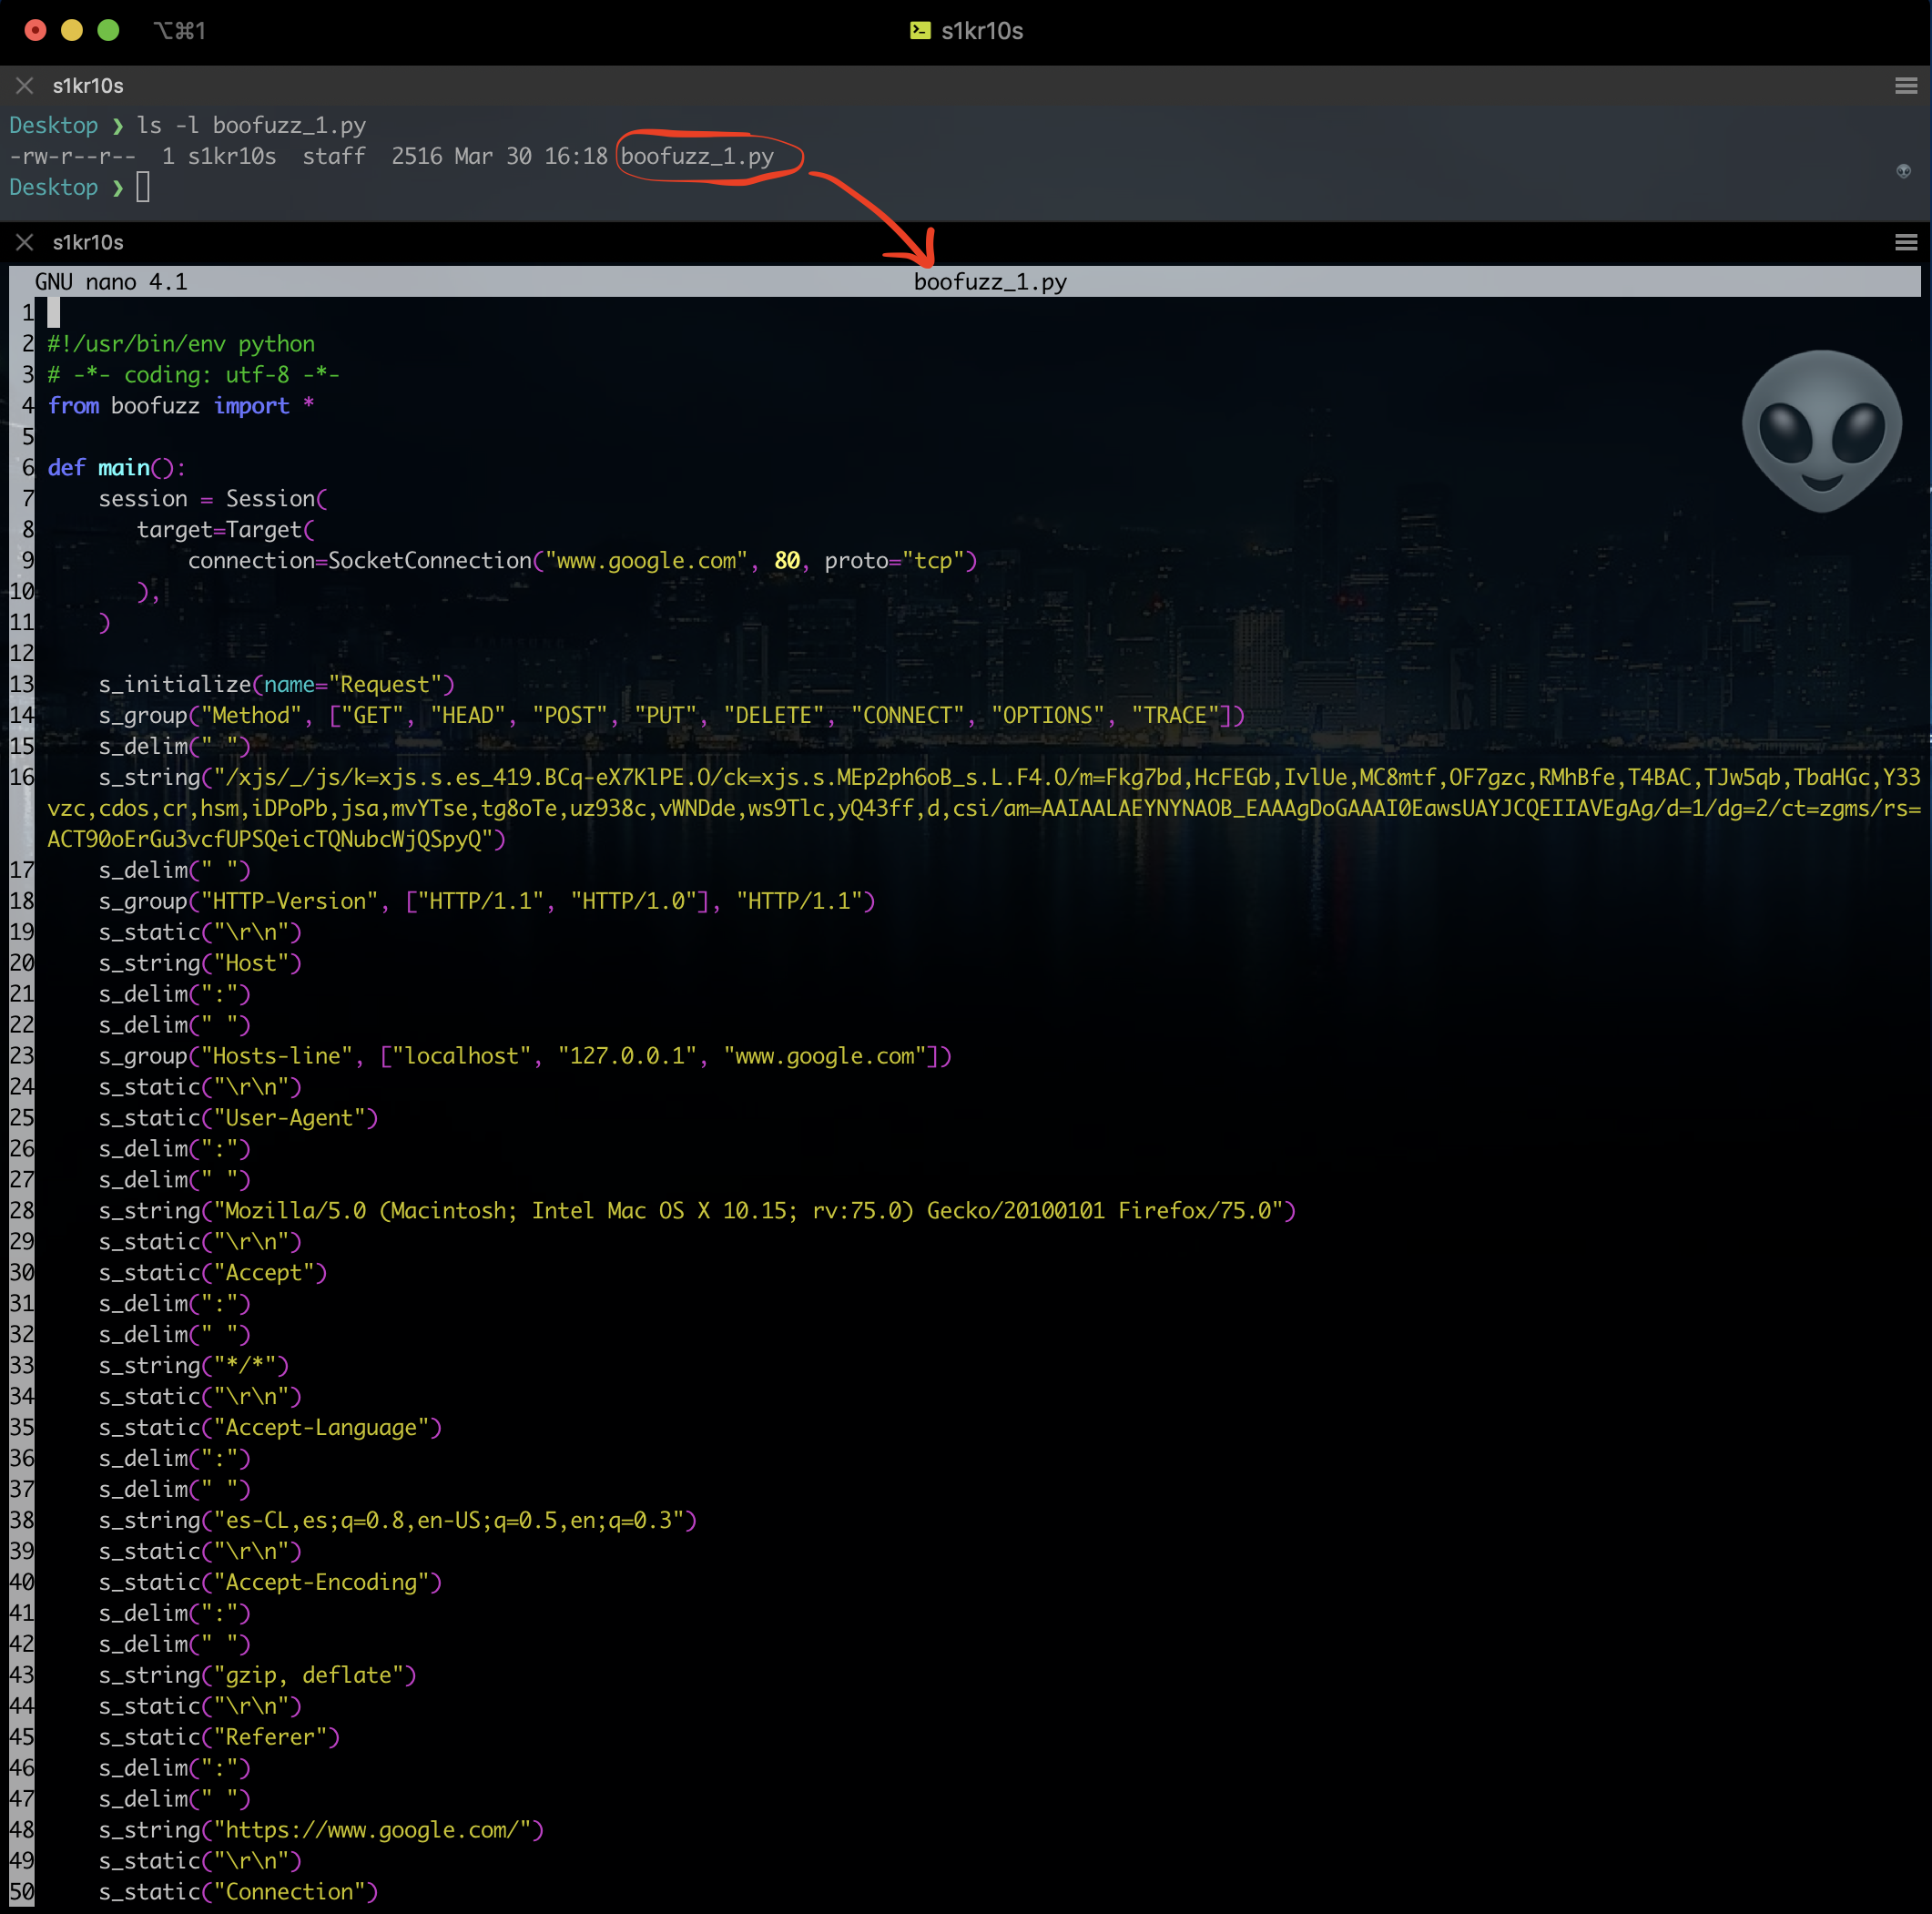 ⌥⌘1
s1kr10s
s1kr10s
Desktop ❯ ls -l boofuzz_1.py
-rw-r--r--  1 s1kr10s  staff  2516 Mar 30 16:18 boofuzz_1.py
Desktop ❯
s1kr10s
GNU nano 4.1 boofuzz_1.py
1
2 #!/usr/bin/env python
3 # -*- coding: utf-8 -*-
4 from boofuzz import *
5
6 def main():
7     session = Session(
8        target=Target(
9            connection=SocketConnection("www.google.com", 80, proto="tcp")
10        ),
11     )
12
13     s_initialize(name="Request")
14     s_group("Method", ["GET", "HEAD", "POST", "PUT", "DELETE", "CONNECT", "OPTIONS", "TRACE"])
15     s_delim(" ")
16     s_string("/xjs/_/js/k=xjs.s.es_419.BCq-eX7KlPE.O/ck=xjs.s.MEp2ph6oB_s.L.F4.O/m=Fkg7bd,HcFEGb,IvlUe,MC8mtf,OF7gzc,RMhBfe,T4BAC,TJw5qb,TbaHGc,Y33
vzc,cdos,cr,hsm,iDPoPb,jsa,mvYTse,tg8oTe,uz938c,vWNDde,ws9Tlc,yQ43ff,d,csi/am=AAIAALAEYNYNAOB_EAAAgDoGAAAI0EawsUAYJCQEIIAVEgAg/d=1/dg=2/ct=zgms/rs=
ACT90oErGu3vcfUPSQeicTQNubcWjQSpyQ")
17     s_delim(" ")
18     s_group("HTTP-Version", ["HTTP/1.1", "HTTP/1.0"], "HTTP/1.1")
19     s_static("\r\n")
20     s_string("Host")
21     s_delim(":")
22     s_delim(" ")
23     s_group("Hosts-line", ["localhost", "127.0.0.1", "www.google.com"])
24     s_static("\r\n")
25     s_static("User-Agent")
26     s_delim(":")
27     s_delim(" ")
28     s_string("Mozilla/5.0 (Macintosh; Intel Mac OS X 10.15; rv:75.0) Gecko/20100101 Firefox/75.0")
29     s_static("\r\n")
30     s_static("Accept")
31     s_delim(":")
32     s_delim(" ")
33     s_string("*/*")
34     s_static("\r\n")
35     s_static("Accept-Language")
36     s_delim(":")
37     s_delim(" ")
38     s_string("es-CL,es;q=0.8,en-US;q=0.5,en;q=0.3")
39     s_static("\r\n")
40     s_static("Accept-Encoding")
41     s_delim(":")
42     s_delim(" ")
43     s_string("gzip, deflate")
44     s_static("\r\n")
45     s_static("Referer")
46     s_delim(":")
47     s_delim(" ")
48     s_string("https://www.google.com/")
49     s_static("\r\n")
50     s_static("Connection")